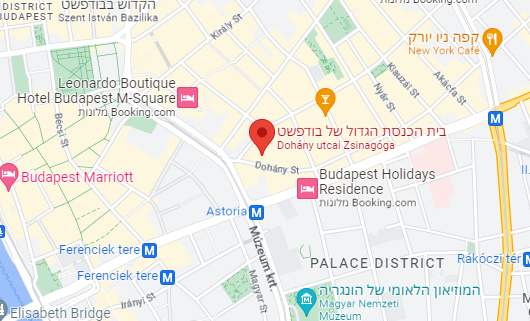 DISTRICT
BUDAPEST
הקדוש בבודפשט
Szent István Bazilika
Király St
מלונות Booking.com
קפה ניו יורק
New York Café
Klauzál St
Akácfa St
Nyár St
Leonardo Boutique
Hotel Budapest M-Square
מלונות Booking.com
Bécsi St
בית הכנסת הגדול של בודפשט
Dohány utcai Zsinagóga
M
Dohány St
Budapest Marriott
Budapest Holidays
Residence
מלונות Booking.com
Astoria M
Múzeum krt.
Ferenciek tere M
Ferenciek tere M
PALACE DISTRICT
Rákóczi tér
Magyar St
Irányi St
המוזיאון הלאומי של הונגריה
Magyar Nemzeti
Múzeum
Elisabeth Bridge